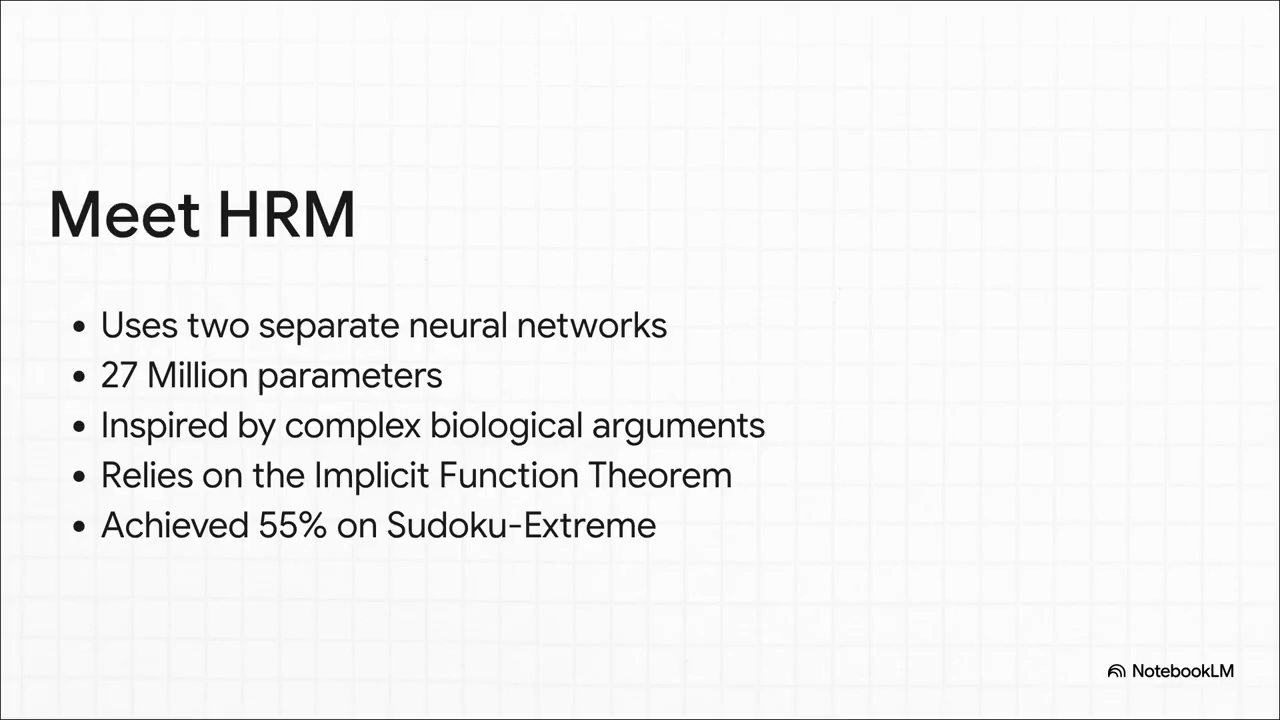 Meet HRM
• Uses two separate neural networks
• 27 Million parameters
• Inspired by complex biological arguments
• Relies on the Implicit Function Theorem
• Achieved 55% on Sudoku-Extreme
NotebookLM